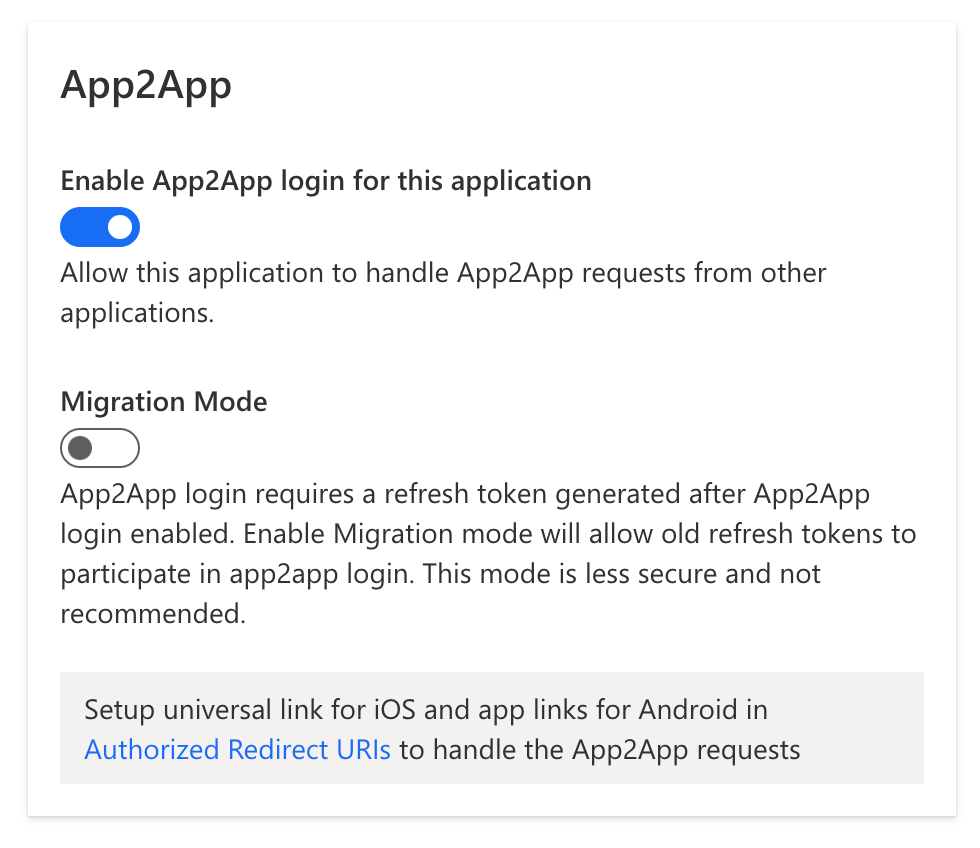 App2App
Enable App2App login for this application
Allow this application to handle App2App requests from other
applications.
Migration Mode
App2App login requires a refresh token generated after App2App
login enabled. Enable Migration mode will allow old refresh tokens to
participate in app2app login. This mode is less secure and not
recommended.
Setup universal link for iOS and app links for Android in
Authorized Redirect URIs to handle the App2App requests